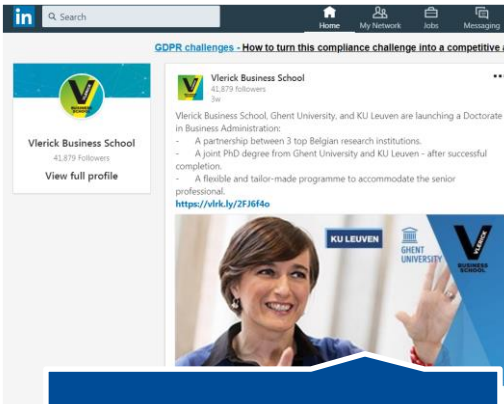 in
Search
Home
My Network
Jobs
Messaging
GDPR challenges - How to turn this compliance challenge into a competitive a
VLERICK
BUSINESS
SCHOOL
Vlerick Business School
41,879 Followers
View full profile
Vlerick Business School
41,879 followers
3w
Vlerick Business School, Ghent University, and KU Leuven are launching a Doctorate
in Business Administration:
- A partnership between 3 top Belgian research institutions.
- A joint PhD degree from Ghent University and KU Leuven - after successful
completion.
- A flexible and tailor-made programme to accommodate the senior
professional.
https://vlrk.ly/2FJ6f4o
KU LEUVEN
GHENT
UNIVERSITY
VLERICK
BUSINESS
SCHOOL